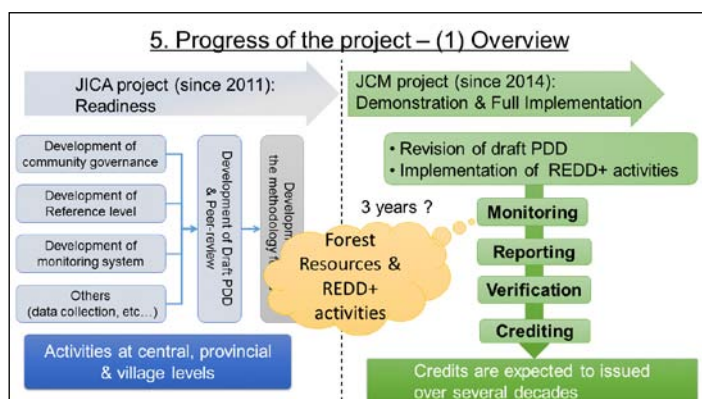 5. Progress of the project – (1) Overview
JICA project (since 2011):
Readiness
JCM project (since 2014):
Demonstration & Full Implementation
Development of
community governance
Development of
Reference level
Development of
monitoring system
Others
(data collection, etc…)
Development of Draft PDD
& Peer-review
the methodology
Activities at central, provincial
& village levels
3 years ?
Forest
Resources &
REDD+
activities
• Revision of draft PDD
• Implementation of REDD+ activities
Monitoring
Reporting
Verification
Crediting
Credits are expected to issued
over several decades